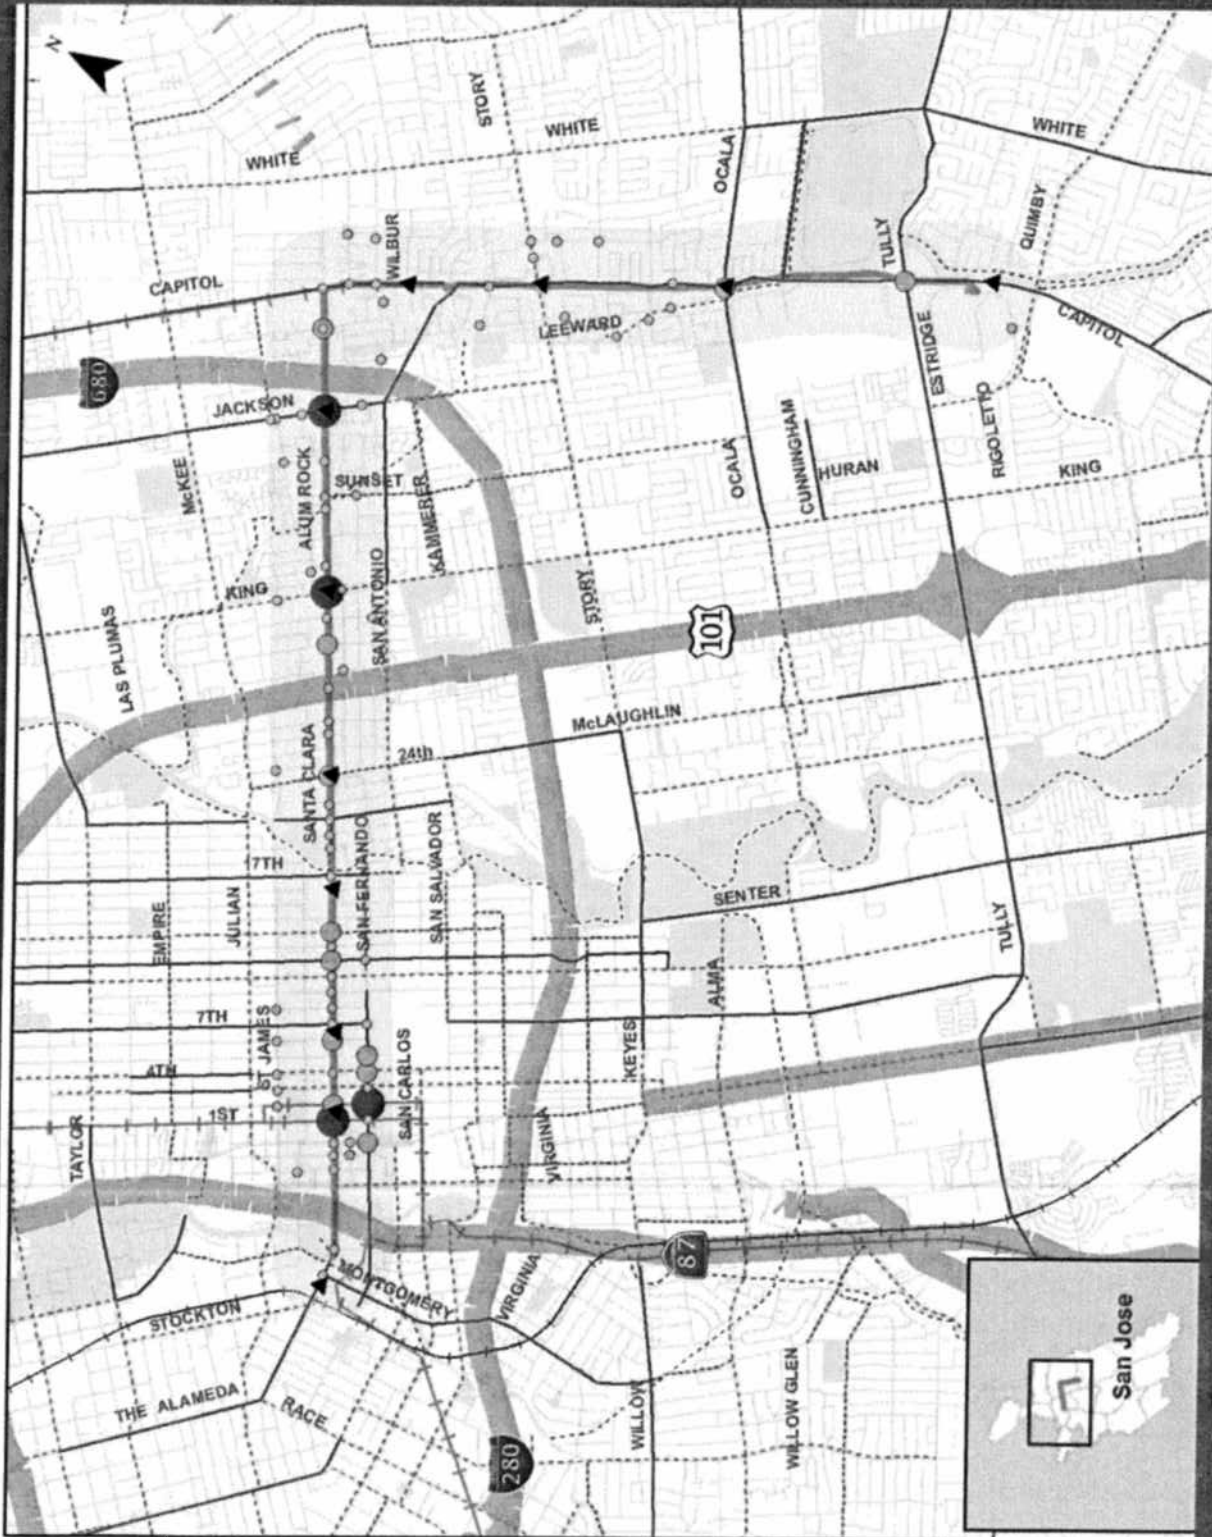 N
STORY
WHITE
WHITE
WHITE
OCALA
QUIMBY
TULLY
WILBUR
CAPITOL
LEEWARD
CAPITOL
680
ESTRIDGE
JACKSON
RIGOLETTO
CUNNINGHAM
HURAN
KING
OCALA
McKEE
ALUM ROCK
SUNSET
KAMMERER
KING
SAN ANTONIO
STORY
LAS PLUMAS
101
McLAUGHLIN
24th
SANTA CLARA
17TH
SAN FERNANDO
SAN SALVADOR
SENTER
EMPIRE
JULIAN
TULLY
ALMA
7TH
ST JAMES
KEYES
4TH
SAN CARLOS
1ST
TAYLOR
VIRGINIA
87
MONTGOMERY
VIRGINIA
STOCKTON
THE ALAMEDA
RACE
WILLOW
WILLOW GLEN
280
San Jose